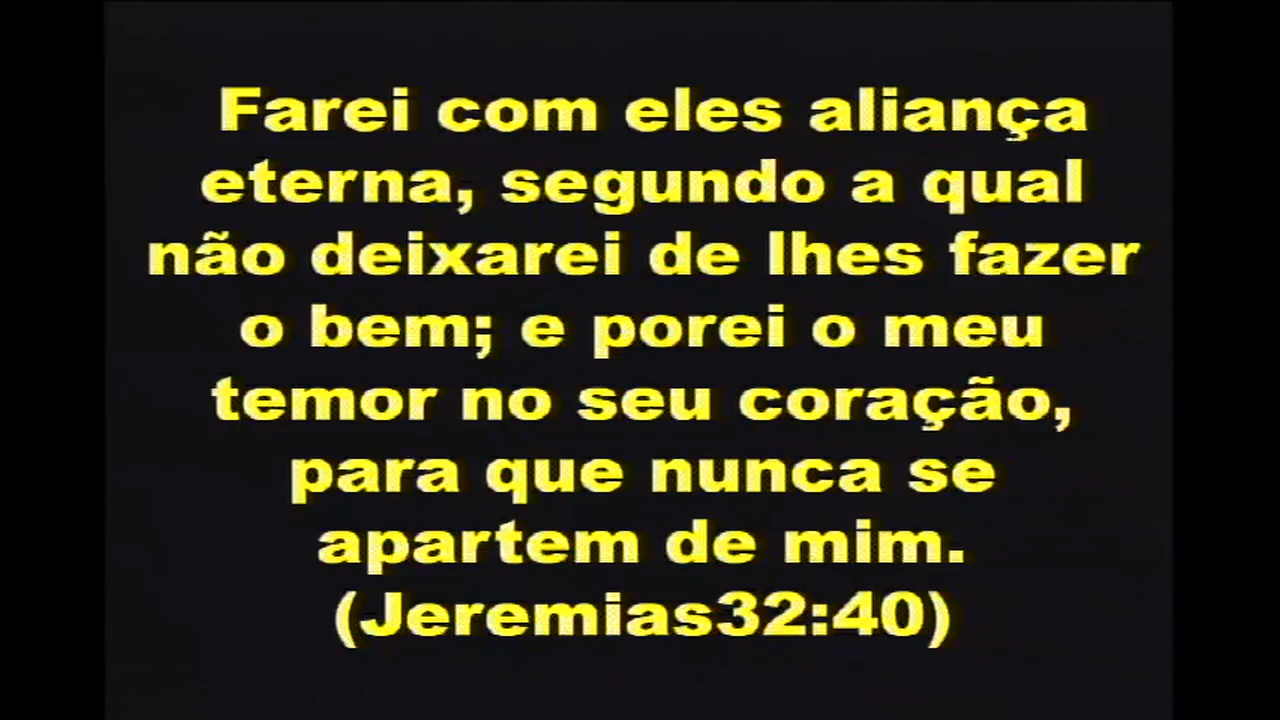 Farei com eles aliança
eterna, segundo a qual
não deixarei de lhes fazer
o bem; e porei o meu
temor no seu coração,
para que nunca se
apartem de mim.
(Jeremias32:40)